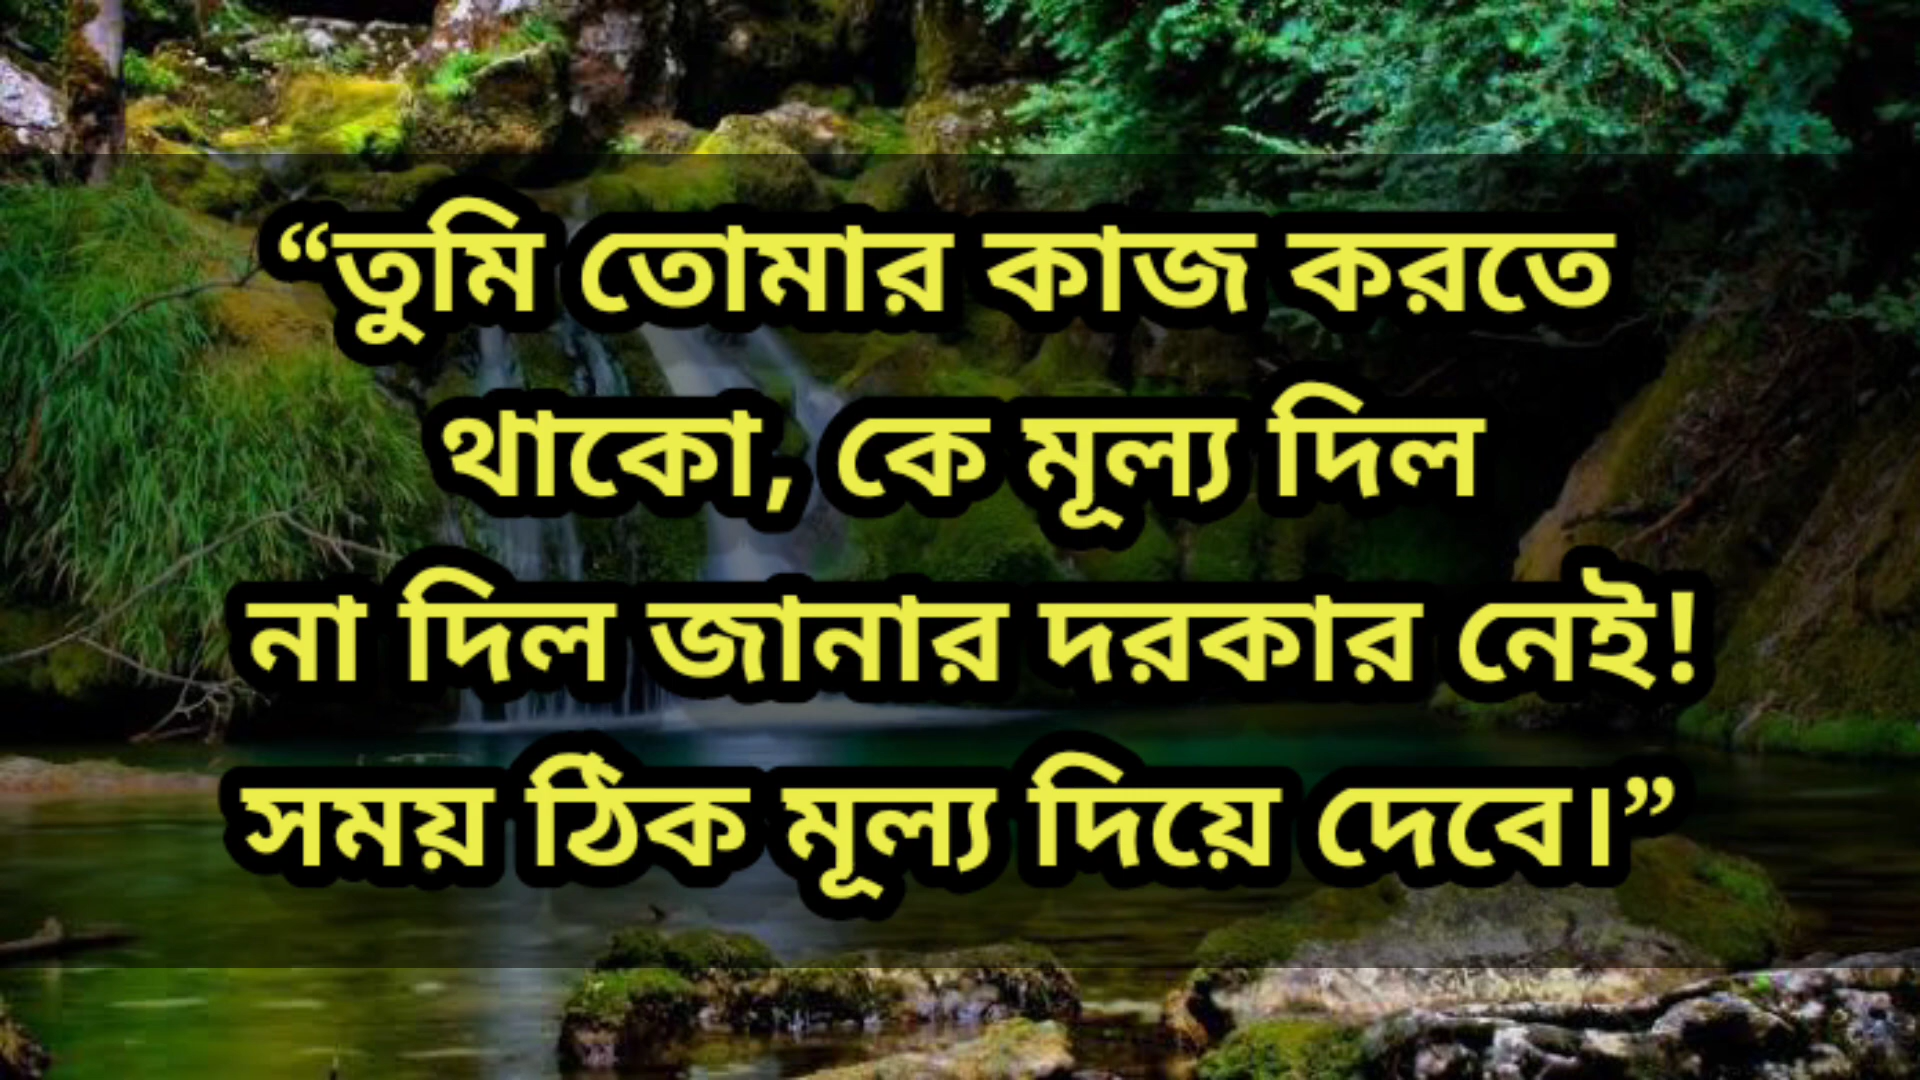 “তুমি তোমার কাজ করতে
থাকো, কে মূল্য দিল
না দিল জানার দরকার নেই!
সময় ঠিক মূল্য দিয়ে দেবে।”